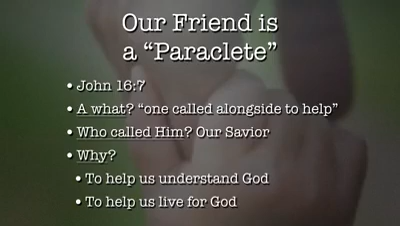 Our Friend is
a “Paraclete”
• John 16:7
• A what? “one called alongside to help”
• Who called Him? Our Savior
• Why?
• To help us understand God
• To help us live for God